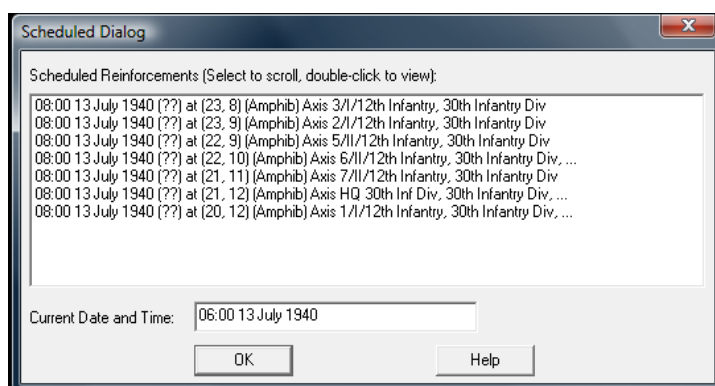 Scheduled Dialog
Scheduled Reinforcements (Select to scroll, double-click to view):
08:00 13 July 1940 (??) at (23, 8) (Amphib) Axis 3/I/12th Infantry, 30th Infantry Div
08:00 13 July 1940 (??) at (23, 9) (Amphib) Axis 2/I/12th Infantry, 30th Infantry Div
08:00 13 July 1940 (??) at (22, 9) (Amphib) Axis 5/II/12th Infantry, 30th Infantry Div
08:00 13 July 1940 (??) at (22, 10) (Amphib) Axis 6/II/12th Infantry, 30th Infantry Div, ...
08:00 13 July 1940 (??) at (21, 11) (Amphib) Axis 7/II/12th Infantry, 30th Infantry Div
08:00 13 July 1940 (??) at (21, 12) (Amphib) Axis HQ 30th Inf Div, 30th Infantry Div, ...
08:00 13 July 1940 (??) at (20, 12) (Amphib) Axis 1/I/12th Infantry, 30th Infantry Div, ...
Current Date and Time: 06:00 13 July 1940
OK Help